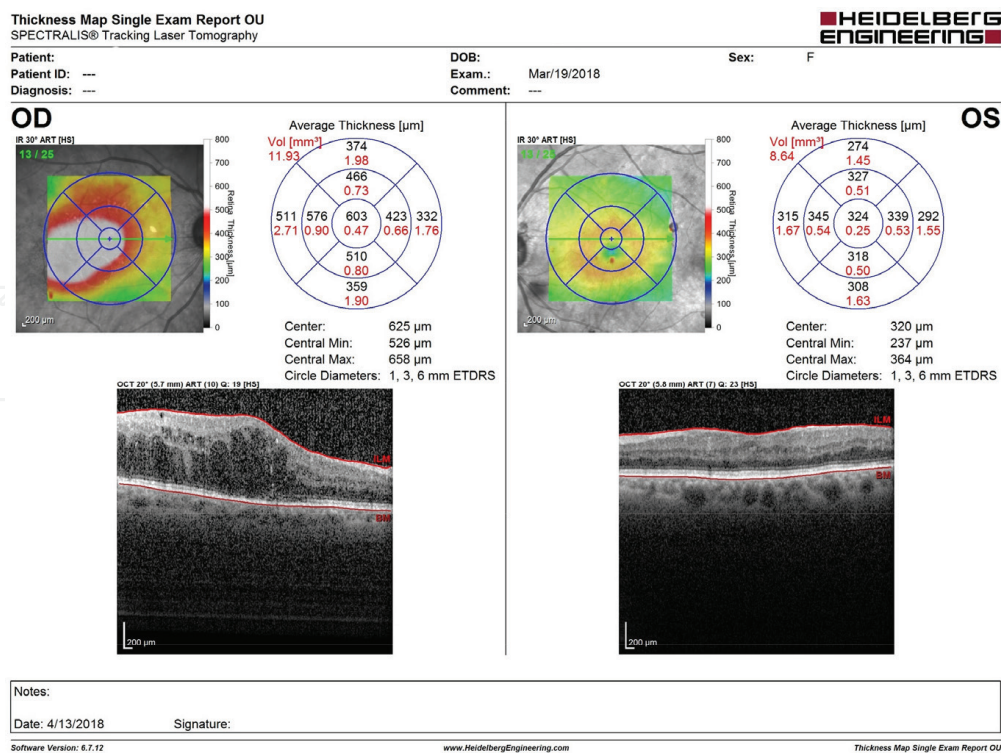 Thickness Map Single Exam Report OU
SPECTRALIS® Tracking Laser Tomography
HEIDELBERG
ENGINEERING
Patient: DOB: Sex: F
Patient ID: --- Exam.: Mar/19/2018
Diagnosis: --- Comment: ---
OD
IR 30° ART [HS]
13 / 25
200 µm
800
700
600
500
400
300
200
100
0
Retina Thickness [µm]
Average Thickness [µm]
Vol [mm³]
11.93
374
1.98
466
0.73
511 576 603 423 332
2.71 0.90 0.47 0.66 1.76
510
0.80
359
1.90
Center: 625 µm
Central Min: 526 µm
Central Max: 658 µm
Circle Diameters: 1, 3, 6 mm ETDRS
OCT 20° (5.7 mm) ART (10) Q: 19 [HS]
ILM
BM
200 µm
OS
IR 30° ART [HS]
13 / 25
200 µm
800
700
600
500
400
300
200
100
0
Retina Thickness [µm]
Average Thickness [µm]
Vol [mm³]
8.64
274
1.45
327
0.51
315 345 324 339 292
1.67 0.54 0.25 0.53 1.55
318
0.50
308
1.63
Center: 320 µm
Central Min: 237 µm
Central Max: 364 µm
Circle Diameters: 1, 3, 6 mm ETDRS
OCT 20° (5.8 mm) ART (7) Q: 23 [HS]
ILM
BM
200 µm
Notes:
Date: 4/13/2018 Signature:
Software Version: 6.7.12 www.HeidelbergEngineering.com Thickness Map Single Exam Report OU